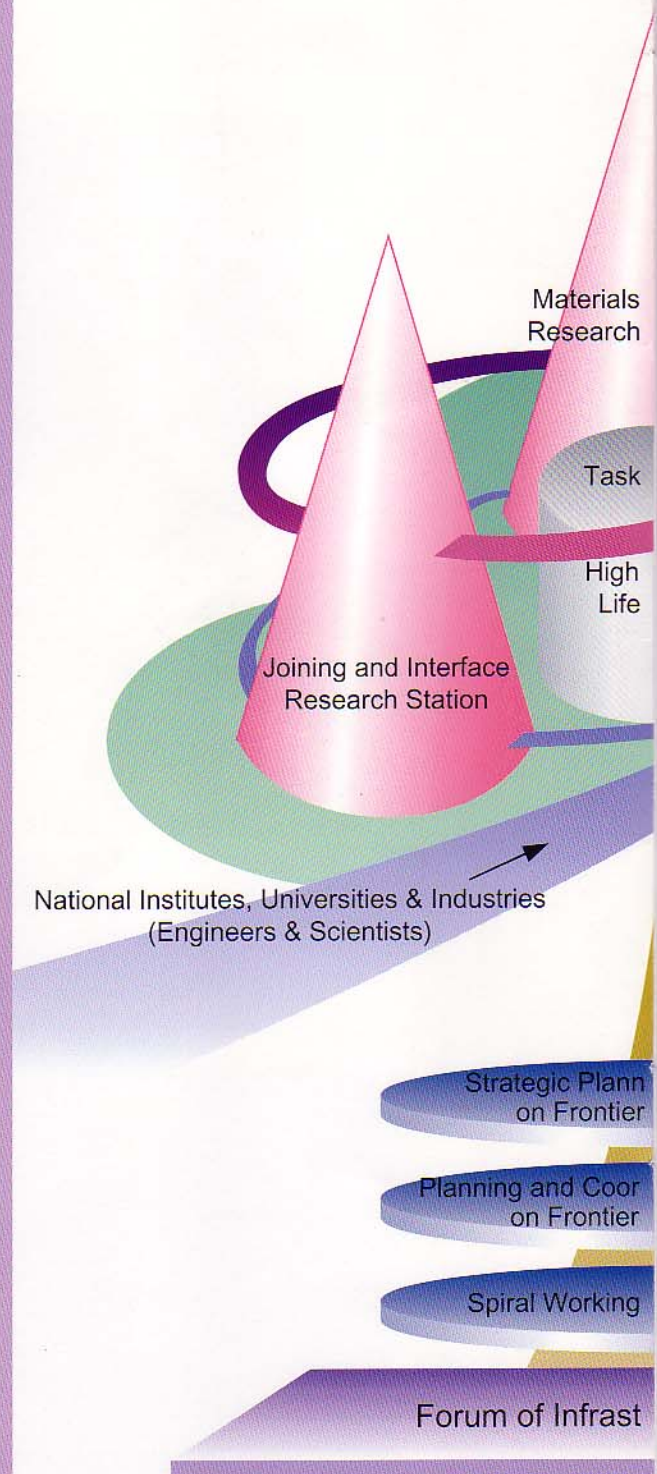 Materials
Research
Task
High
Life
Joining and Interface
Research Station
National Institutes, Universities & Industries
(Engineers & Scientists)
Strategic Plann
on Frontier
Planning and Coor
on Frontier
Spiral Working
Forum of Infrast